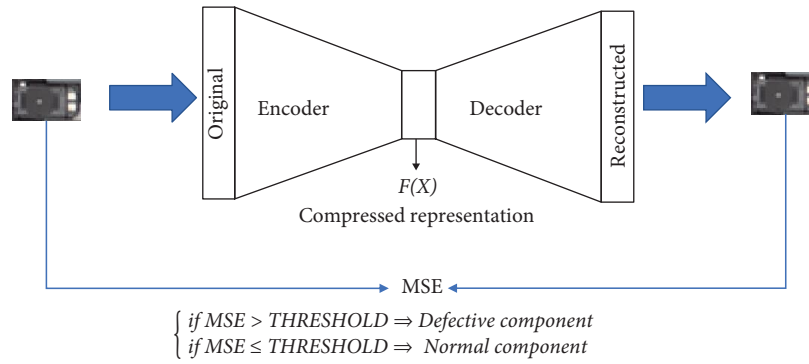 Original
Encoder
Decoder
Reconstructed
F(X)
Compressed representation
MSE
if MSE > THRESHOLD ⇒ Defective component
if MSE ≤ THRESHOLD ⇒ Normal component